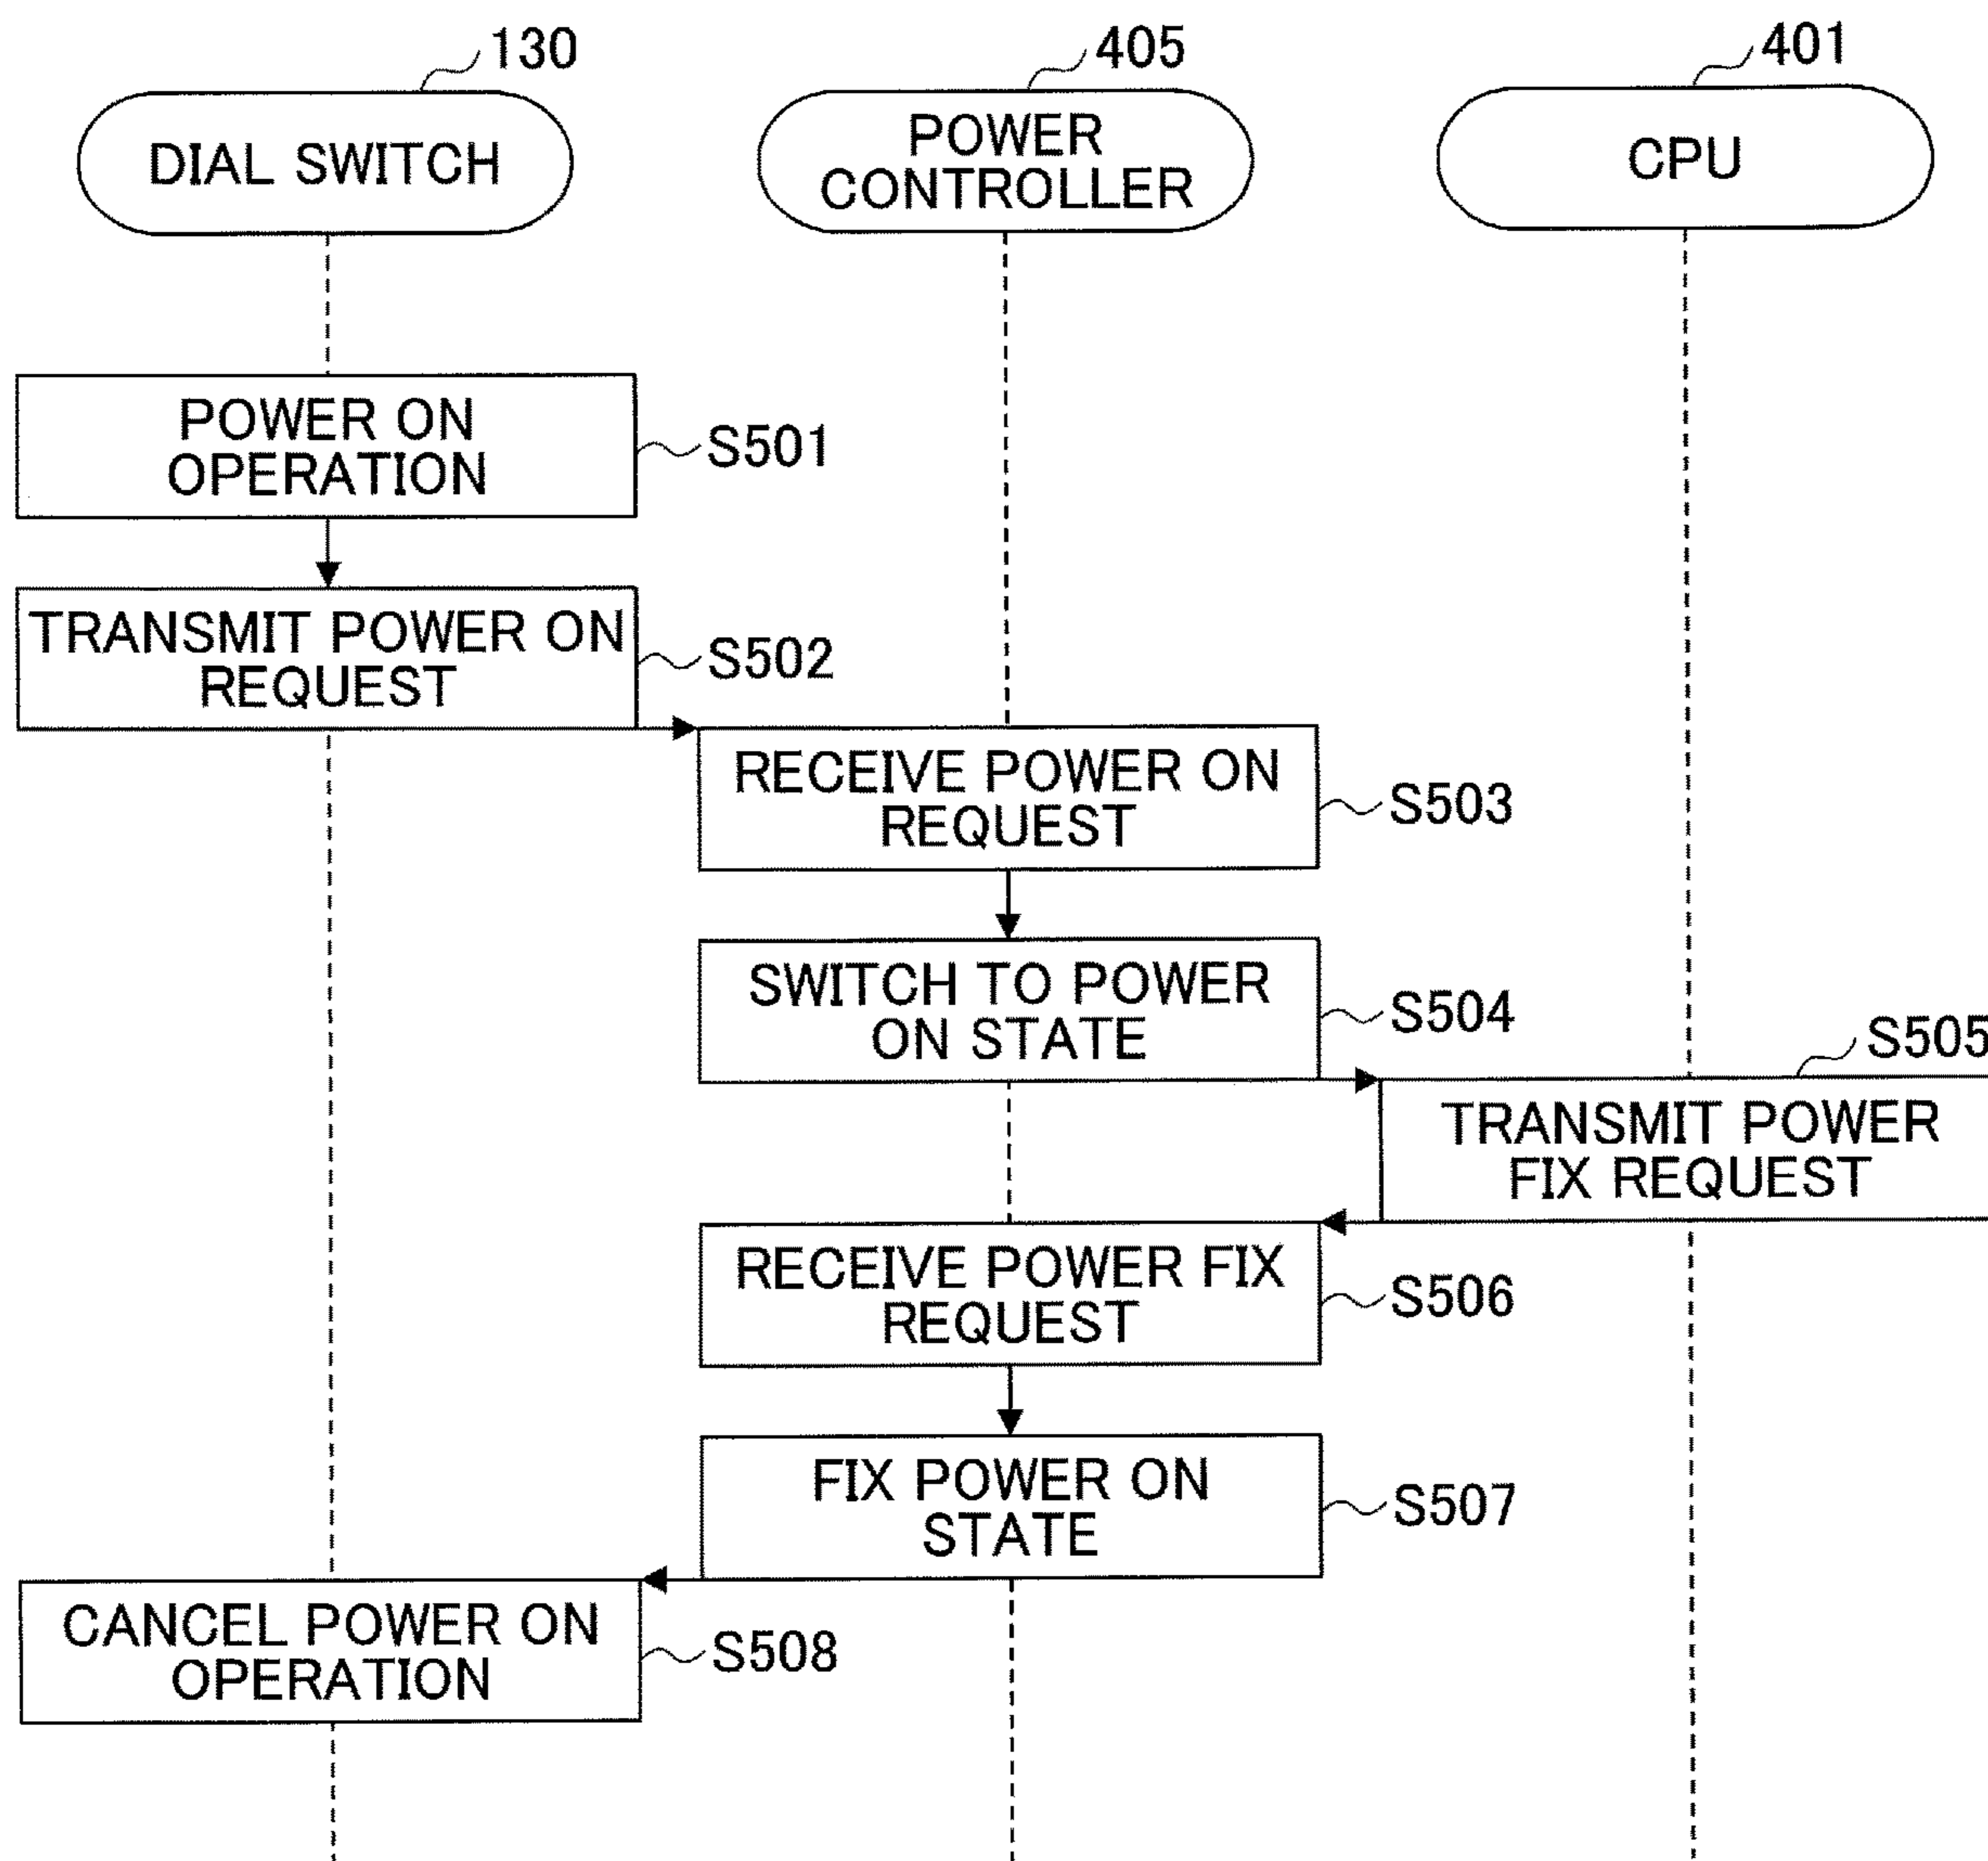 130
405
401
DIAL SWITCH
POWER
CONTROLLER
CPU
POWER ON
OPERATION
S501
TRANSMIT POWER ON
REQUEST
S502
RECEIVE POWER ON
REQUEST
S503
SWITCH TO POWER
ON STATE
S504
S505
TRANSMIT POWER
FIX REQUEST
RECEIVE POWER FIX
REQUEST
S506
FIX POWER ON
STATE
S507
CANCEL POWER ON
OPERATION
S508